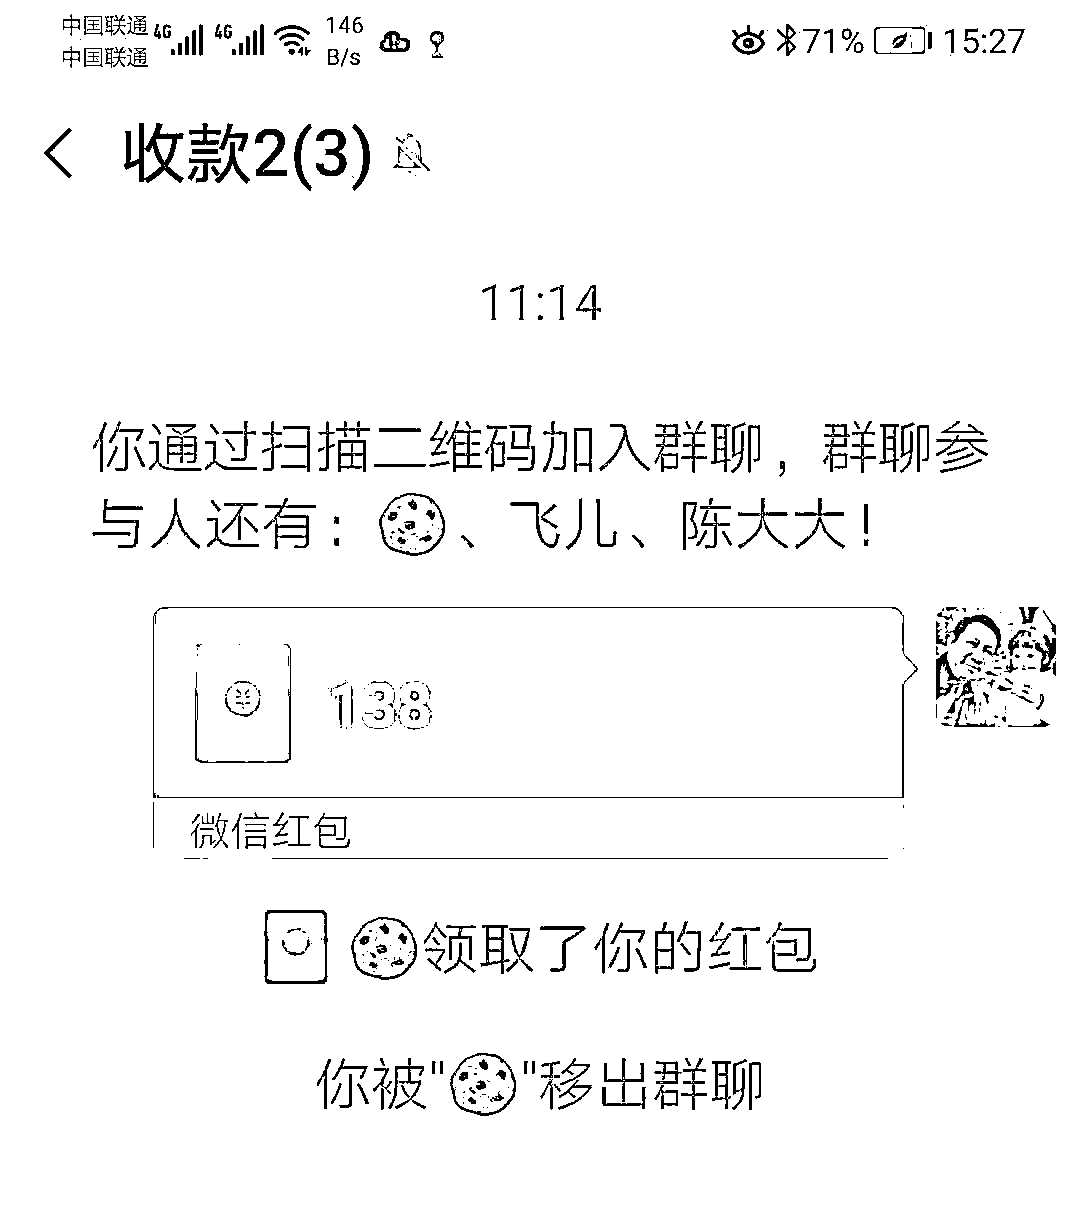 中国联通 4G 4G 146 71% 15:27
中国联通 B/s
收款2(3)
11:14
你通过扫描二维码加入群聊，群聊参
与人还有：🍪、飞儿、陈大大！
138
微信红包
🍪领取了你的红包
你被"🍪"移出群聊